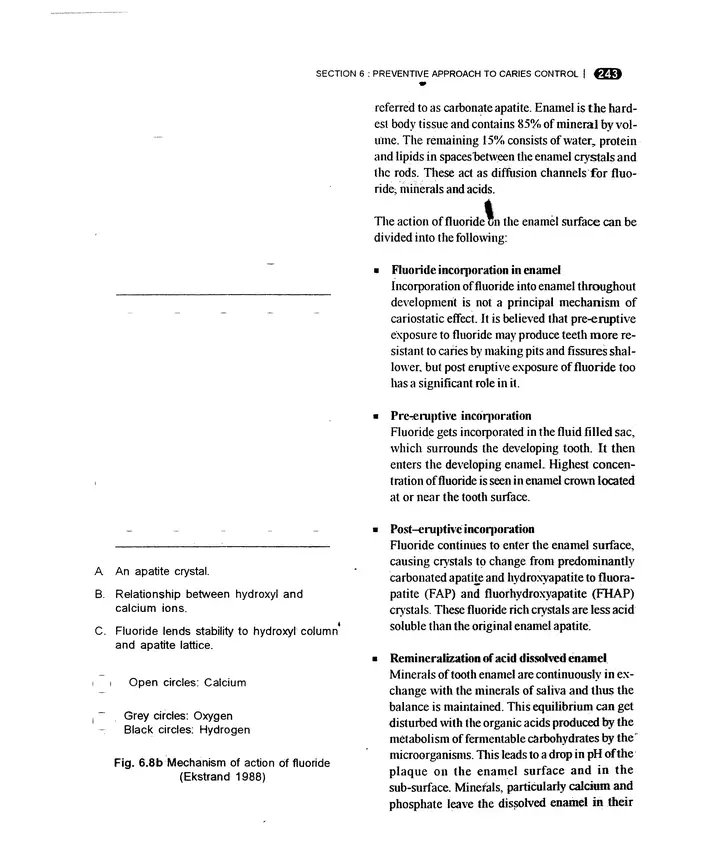 SECTION 6 : PREVENTIVE APPROACH TO CARIES CONTROL | 243
A. An apatite crystal.
B. Relationship between hydroxyl and
calcium ions.
C. Fluoride lends stability to hydroxyl column
and apatite lattice.
Open circles: Calcium
Grey circles: Oxygen
Black circles: Hydrogen
Fig. 6.8b Mechanism of action of fluoride
(Ekstrand 1988)
referred to as carbonate apatite. Enamel is the hard-
est body tissue and contains 85% of mineral by vol-
ume. The remaining 15% consists of water, protein
and lipids in spaces between the enamel crystals and
the rods. These act as diffusion channels for fluo-
ride, minerals and acids.
The action of fluoride on the enamel surface can be
divided into the following:
▪ Fluoride incorporation in enamel
Incorporation of fluoride into enamel throughout
development is not a principal mechanism of
cariostatic effect. It is believed that pre-eruptive
exposure to fluoride may produce teeth more re-
sistant to caries by making pits and fissures shal-
lower, but post eruptive exposure of fluoride too
has a significant role in it.
▪ Pre-eruptive incorporation
Fluoride gets incorporated in the fluid filled sac,
which surrounds the developing tooth. It then
enters the developing enamel. Highest concen-
tration of fluoride is seen in enamel crown located
at or near the tooth surface.
▪ Post–eruptive incorporation
Fluoride continues to enter the enamel surface,
causing crystals to change from predominantly
carbonated apatite and hydroxyapatite to fluora-
patite (FAP) and fluorhydroxyapatite (FHAP)
crystals. These fluoride rich crystals are less acid
soluble than the original enamel apatite.
▪ Remineralization of acid dissolved enamel
Minerals of tooth enamel are continuously in ex-
change with the minerals of saliva and thus the
balance is maintained. This equilibrium can get
disturbed with the organic acids produced by the
metabolism of fermentable carbohydrates by the
microorganisms. This leads to a drop in pH of the
plaque on the enamel surface and in the
sub-surface. Minerals, particularly calcium and
phosphate leave the dissolved enamel in their